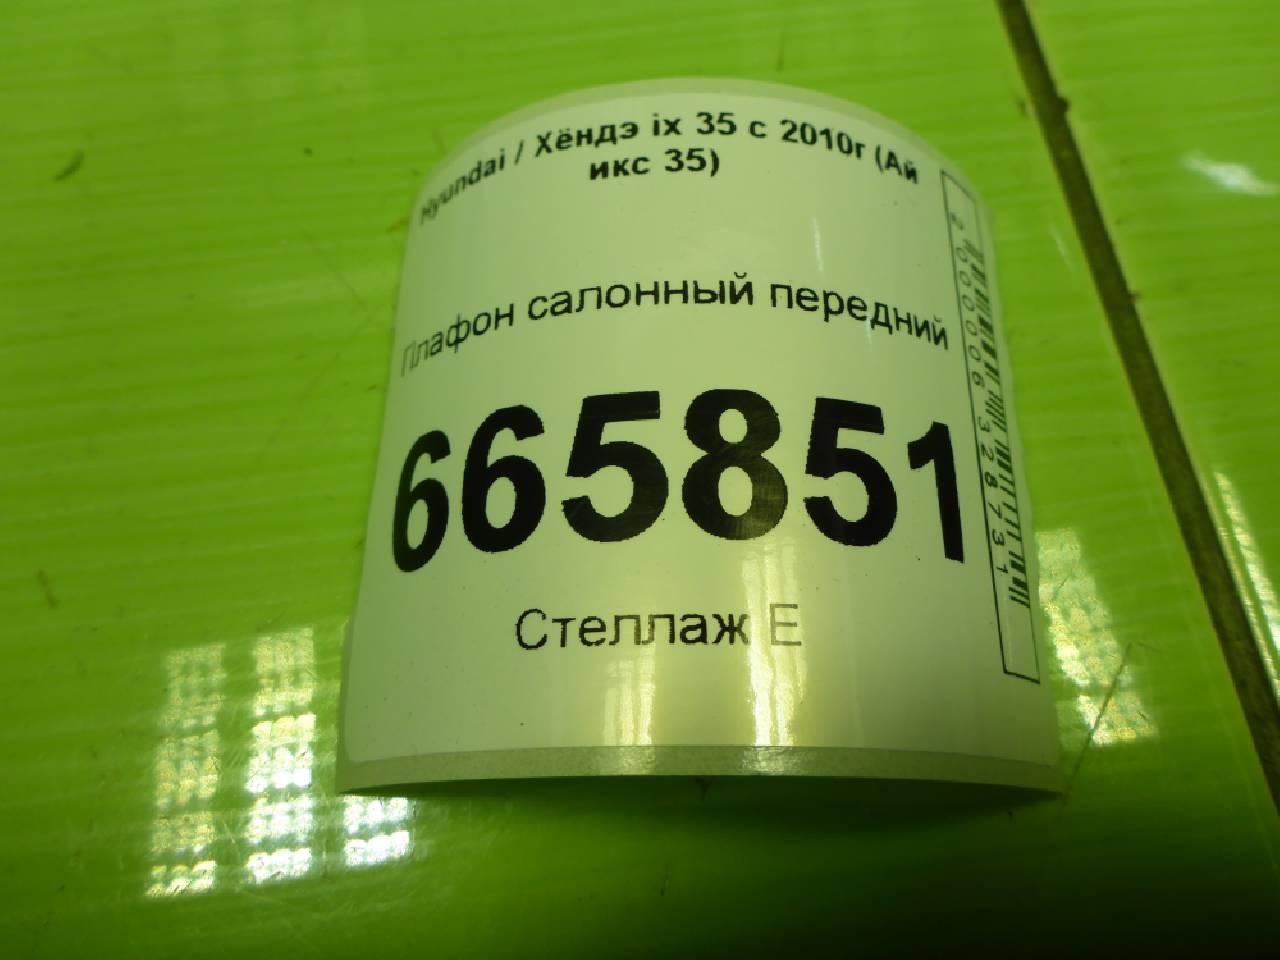 Hyundai / Хёндэ ix 35 с 2010г (Ай
икс 35)
Плафон салонный передний
665851
Стеллаж Е
2000006328731